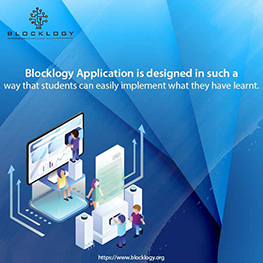 BLOCKLOGY
Blocklogy Application is designed in such a
way that students can easily implement what they have learnt.
https://www.blocklogy.org